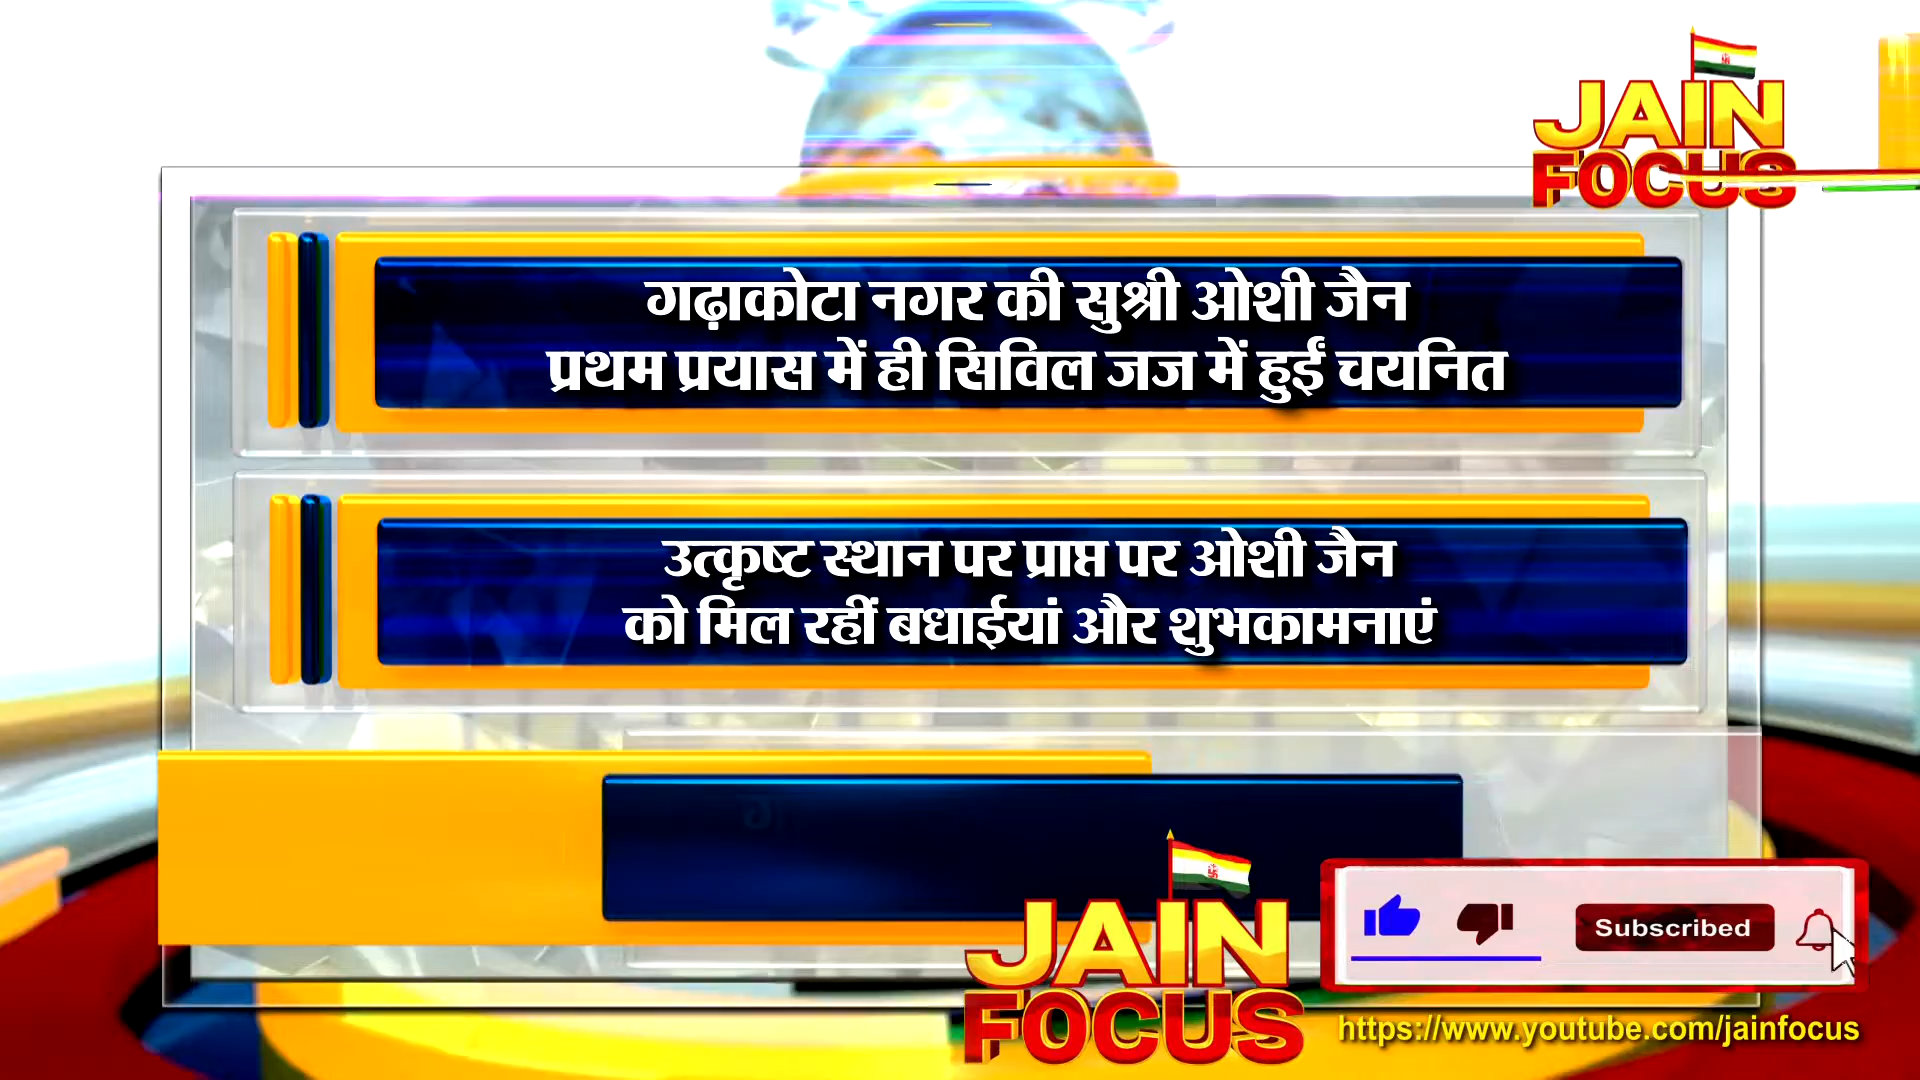 JAIN
FOCUS
गढ़ाकोटा नगर की सुश्री ओशी जैन
प्रथम प्रयास में ही सिविल जज में हुईं चयनित
उत्कृष्ट स्थान पर प्राप्त पर ओशी जैन
को मिल रहीं बधाईयां और शुभकामनाएं
JAIN
FOCUS
Subscribed
https://www.youtube.com/jainfocus